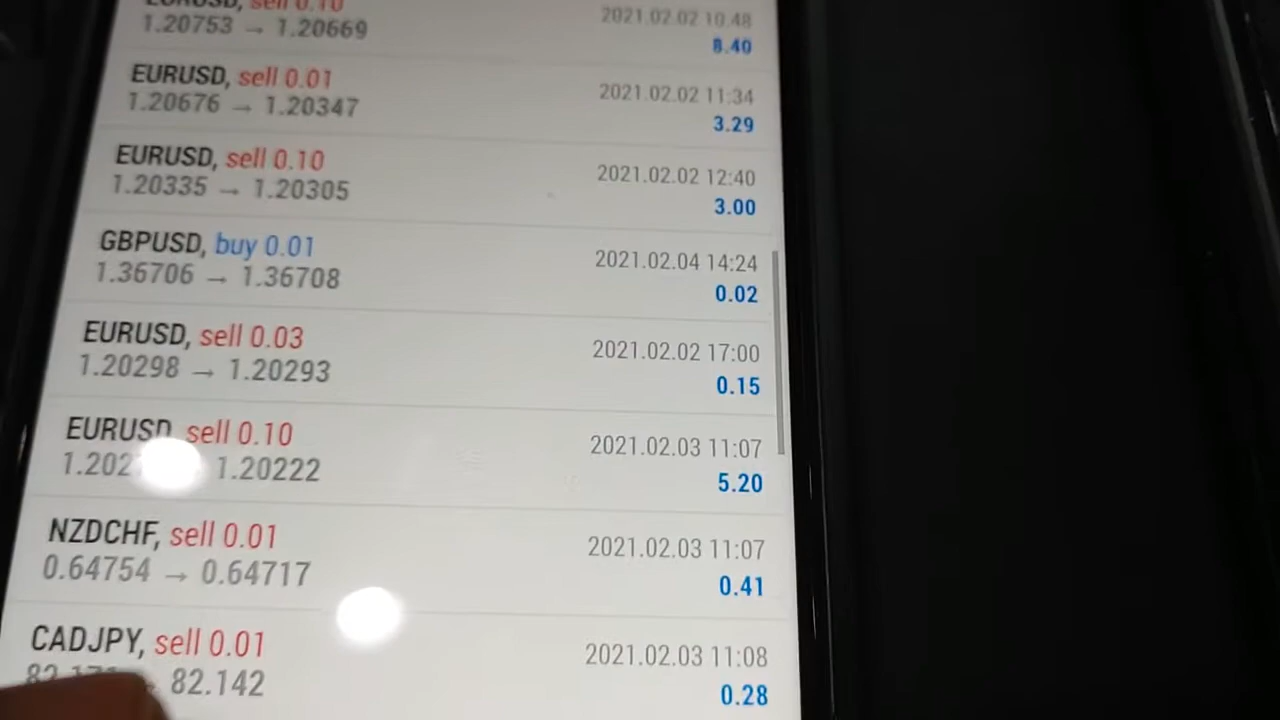 EURUSD, sell 0.10 2021.02.02 10:48
1.20753 → 1.20669 8.40
EURUSD, sell 0.01 2021.02.02 11:34
1.20676 → 1.20347 3.29
EURUSD, sell 0.10 2021.02.02 12:40
1.20335 → 1.20305 3.00
GBPUSD, buy 0.01 2021.02.04 14:24
1.36706 → 1.36708 0.02
EURUSD, sell 0.03 2021.02.02 17:00
1.20298 → 1.20293 0.15
EURUSD, sell 0.10 2021.02.03 11:07
1.20222 5.20
NZDCHF, sell 0.01 2021.02.03 11:07
0.64754 → 0.64717 0.41
CADJPY, sell 0.01 2021.02.03 11:08
82.142 0.28